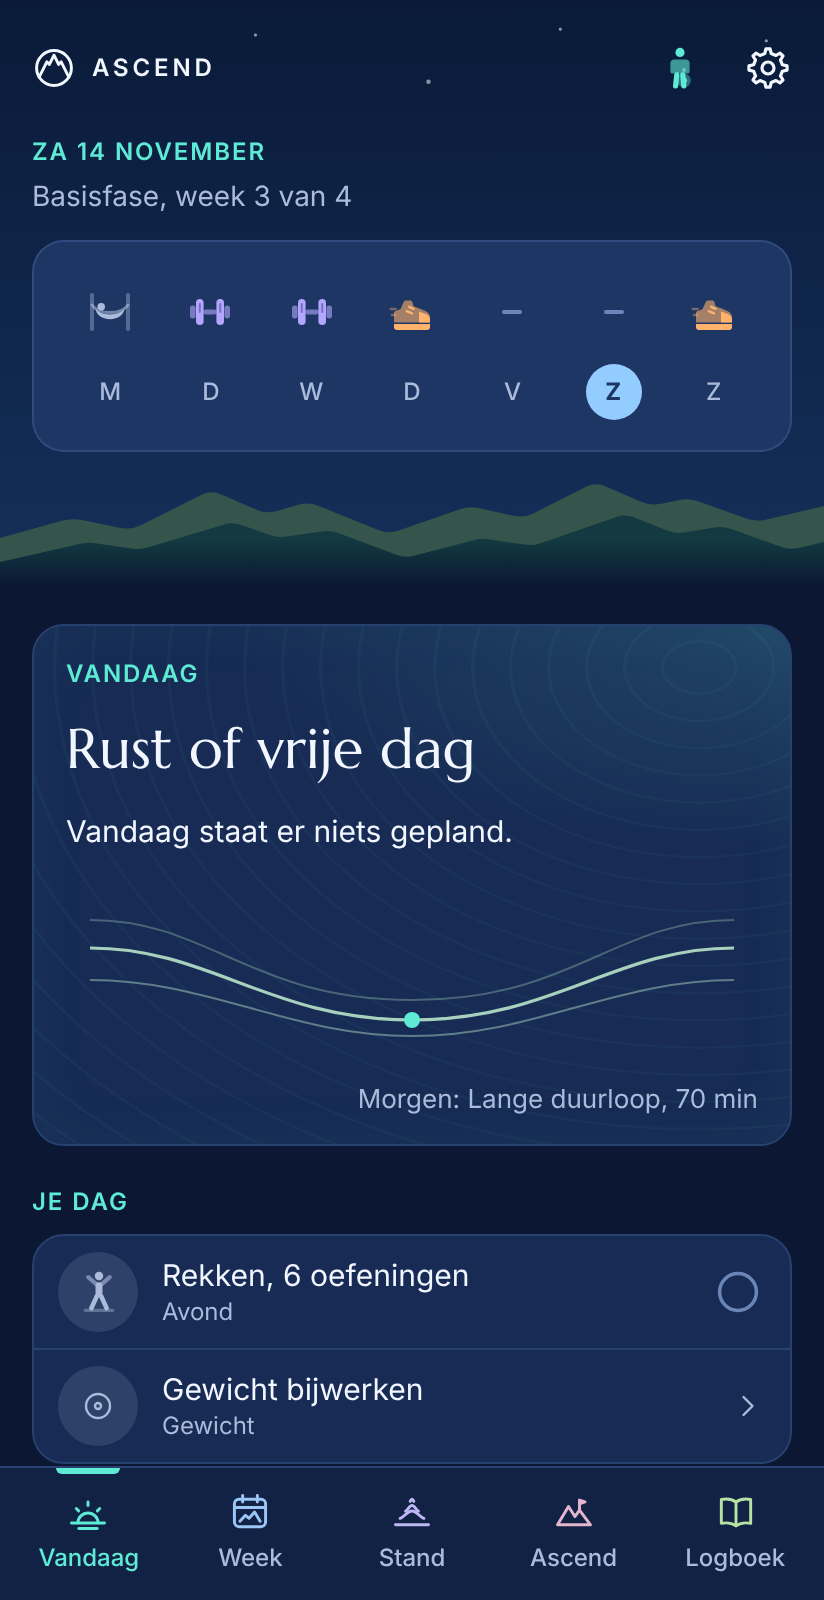 ASCEND
ZA 14 NOVEMBER
Basisfase, week 3 van 4
M D W D V Z Z
VANDAAG
Rust of vrije dag
Vandaag staat er niets gepland.
Morgen: Lange duurloop, 70 min
JE DAG
Rekken, 6 oefeningen
Avond
Gewicht bijwerken
Gewicht
Vandaag Week Stand Ascend Logboek